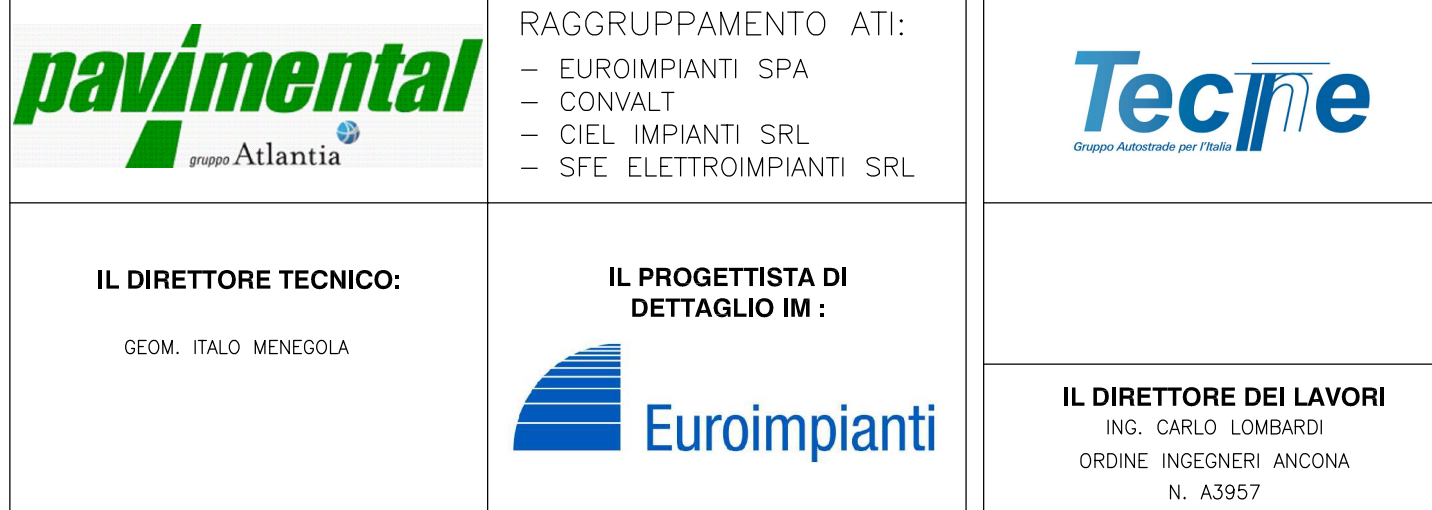 pavimental
gruppo Atlantia
RAGGRUPPAMENTO ATI:
– EUROIMPIANTI SPA
– CONVALT
– CIEL IMPIANTI SRL
– SFE ELETTROIMPIANTI SRL
Tecne
Gruppo Autostrade per l'Italia
IL DIRETTORE TECNICO:
GEOM. ITALO MENEGOLA
IL PROGETTISTA DI
DETTAGLIO IM :
Euroimpianti
IL DIRETTORE DEI LAVORI
ING. CARLO LOMBARDI
ORDINE INGEGNERI ANCONA
N. A3957